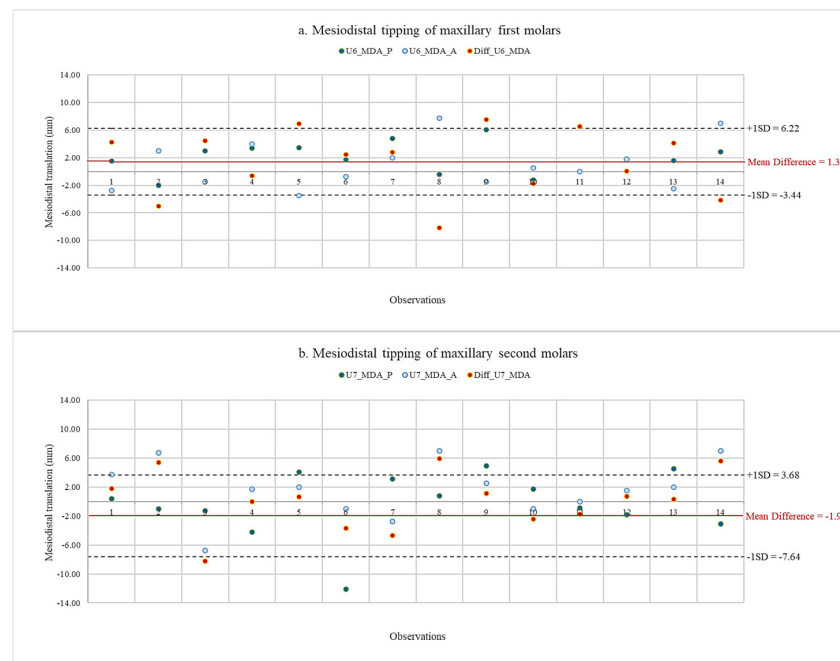 a. Mesiodistal tipping of maxillary first molars
U6_MDA_P U6_MDA_A Diff_U6_MDA
14.00
10.00
6.00
2.00
-2.00
-6.00
-10.00
-14.00
Mesiodistal translation (mm)
1 2 3 4 5 6 7 8 9 10 11 12 13 14
+1SD = 6.22
Mean Difference = 1.3
-1SD = -3.44
Observations
b. Mesiodistal tipping of maxillary second molars
U7_MDA_P U7_MDA_A Diff_U7_MDA
14.00
10.00
6.00
2.00
-2.00
-6.00
-10.00
-14.00
Mesiodistal translation (mm)
1 2 3 4 5 6 7 8 9 10 11 12 13 14
+1SD = 3.68
Mean Difference = -1.9
-1SD = -7.64
Observations